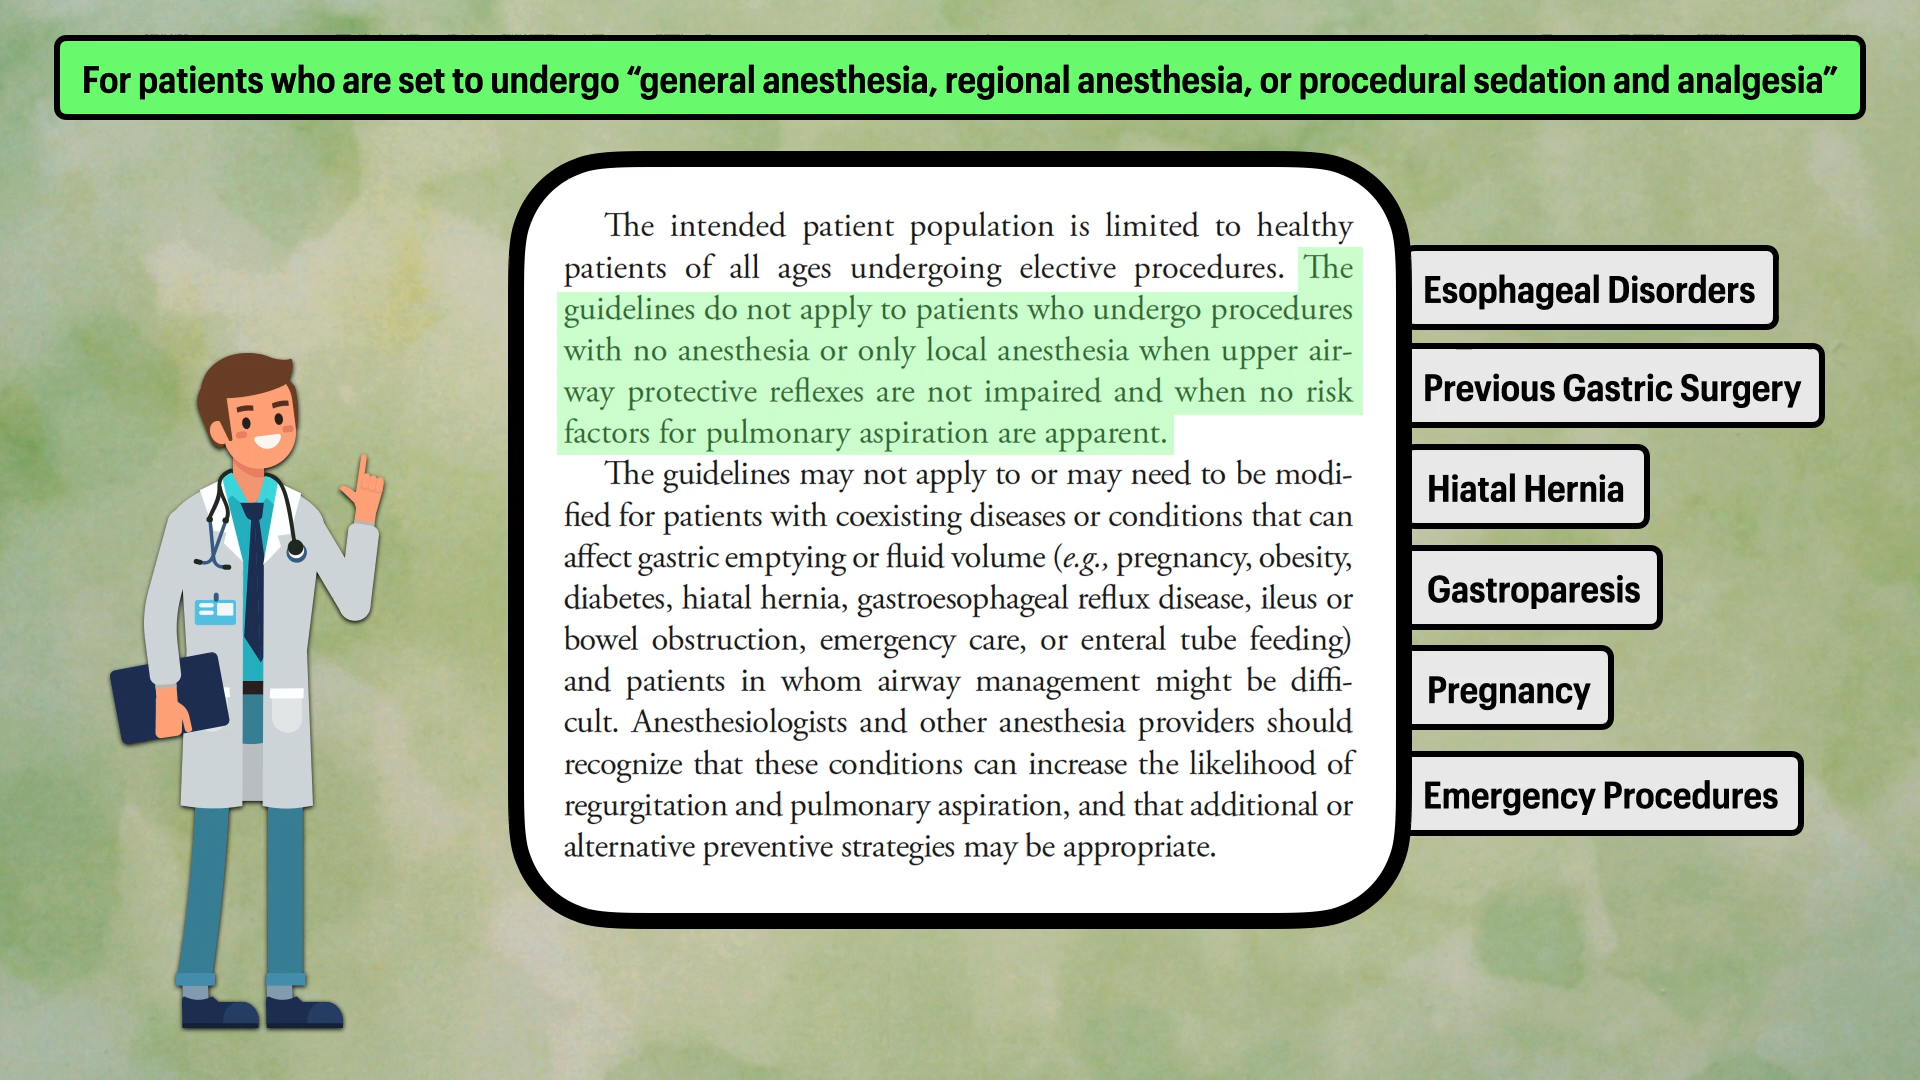 For patients who are set to undergo “general anesthesia, regional anesthesia, or procedural sedation and analgesia”
The intended patient population is limited to healthy
patients of all ages undergoing elective procedures. The
guidelines do not apply to patients who undergo procedures
with no anesthesia or only local anesthesia when upper air-
way protective reflexes are not impaired and when no risk
factors for pulmonary aspiration are apparent.
The guidelines may not apply to or may need to be modi-
fied for patients with coexisting diseases or conditions that can
affect gastric emptying or fluid volume (e.g., pregnancy, obesity,
diabetes, hiatal hernia, gastroesophageal reflux disease, ileus or
bowel obstruction, emergency care, or enteral tube feeding)
and patients in whom airway management might be diffi-
cult. Anesthesiologists and other anesthesia providers should
recognize that these conditions can increase the likelihood of
regurgitation and pulmonary aspiration, and that additional or
alternative preventive strategies may be appropriate.
Esophageal Disorders
Previous Gastric Surgery
Hiatal Hernia
Gastroparesis
Pregnancy
Emergency Procedures